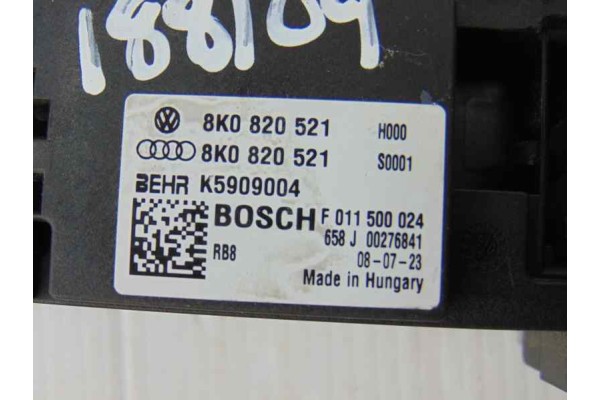 188104
8K0 820 521 H000
8K0 820 521 S0001
BEHR K5909004
BOSCH F 011 500 024
658 J 00276841
RB8 08-07-23
Made in Hungary